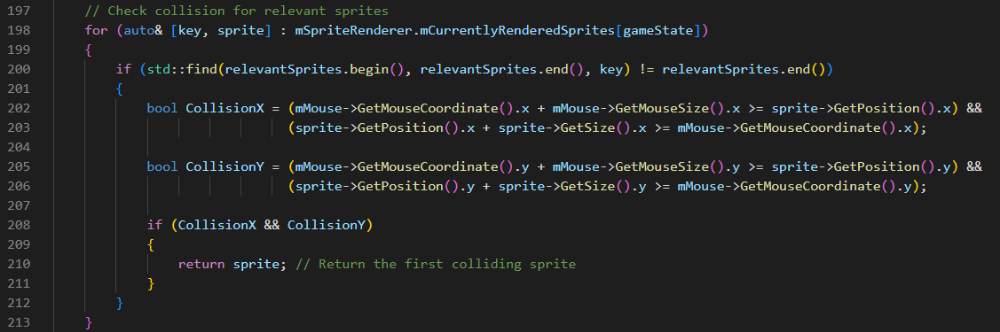 197 // Check collision for relevant sprites
198 for (auto& [key, sprite] : mSpriteRenderer.mCurrentlyRenderedSprites[gameState])
199 {
200 if (std::find(relevantSprites.begin(), relevantSprites.end(), key) != relevantSprites.end())
201 {
202 bool CollisionX = (mMouse->GetMouseCoordinate().x + mMouse->GetMouseSize().x >= sprite->GetPosition().x) &&
203 (sprite->GetPosition().x + sprite->GetSize().x >= mMouse->GetMouseCoordinate().x);
204
205 bool CollisionY = (mMouse->GetMouseCoordinate().y + mMouse->GetMouseSize().y >= sprite->GetPosition().y) &&
206 (sprite->GetPosition().y + sprite->GetSize().y >= mMouse->GetMouseCoordinate().y);
207
208 if (CollisionX && CollisionY)
209 {
210 return sprite; // Return the first colliding sprite
211 }
212 }
213 }